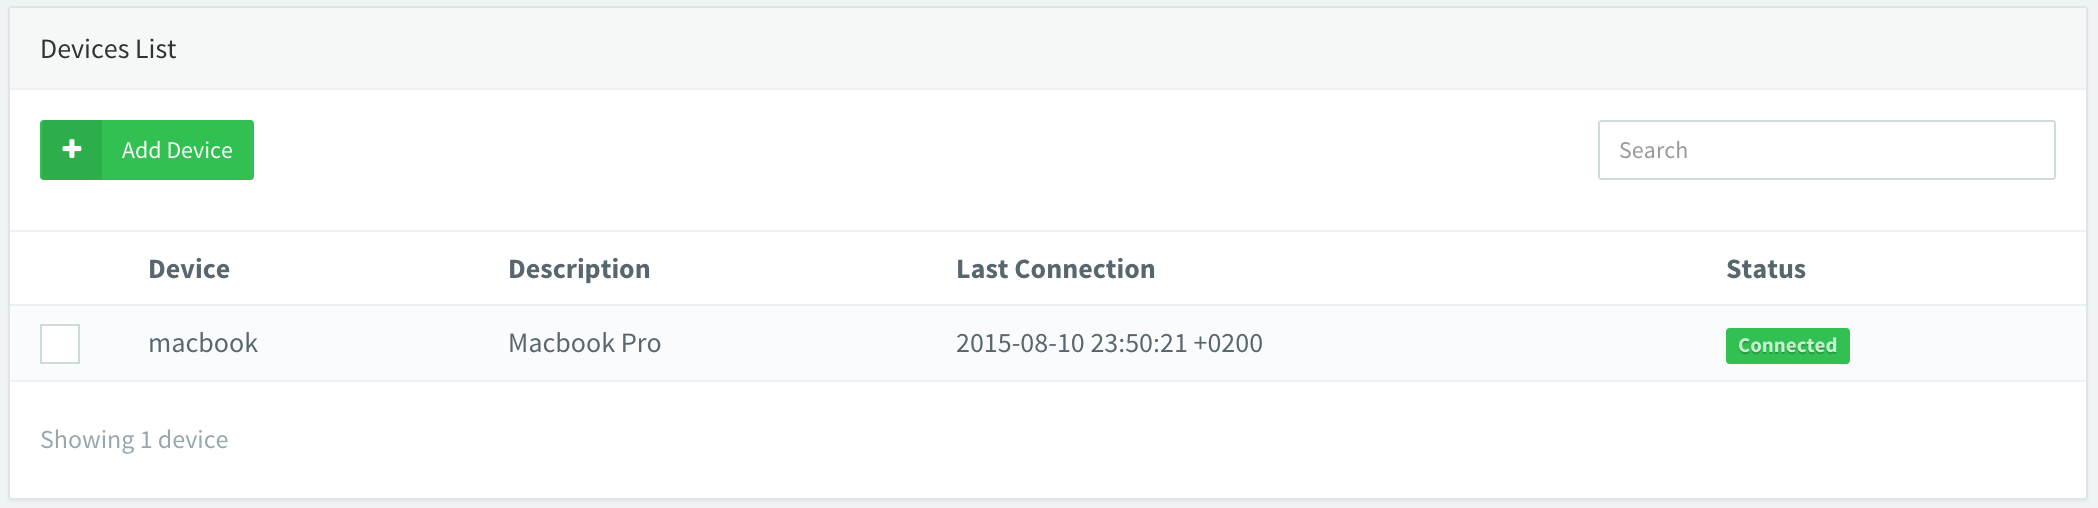 Devices List
Add Device
Search
Device Description Last Connection Status
macbook Macbook Pro 2015-08-10 23:50:21 +0200 Connected
Showing 1 device